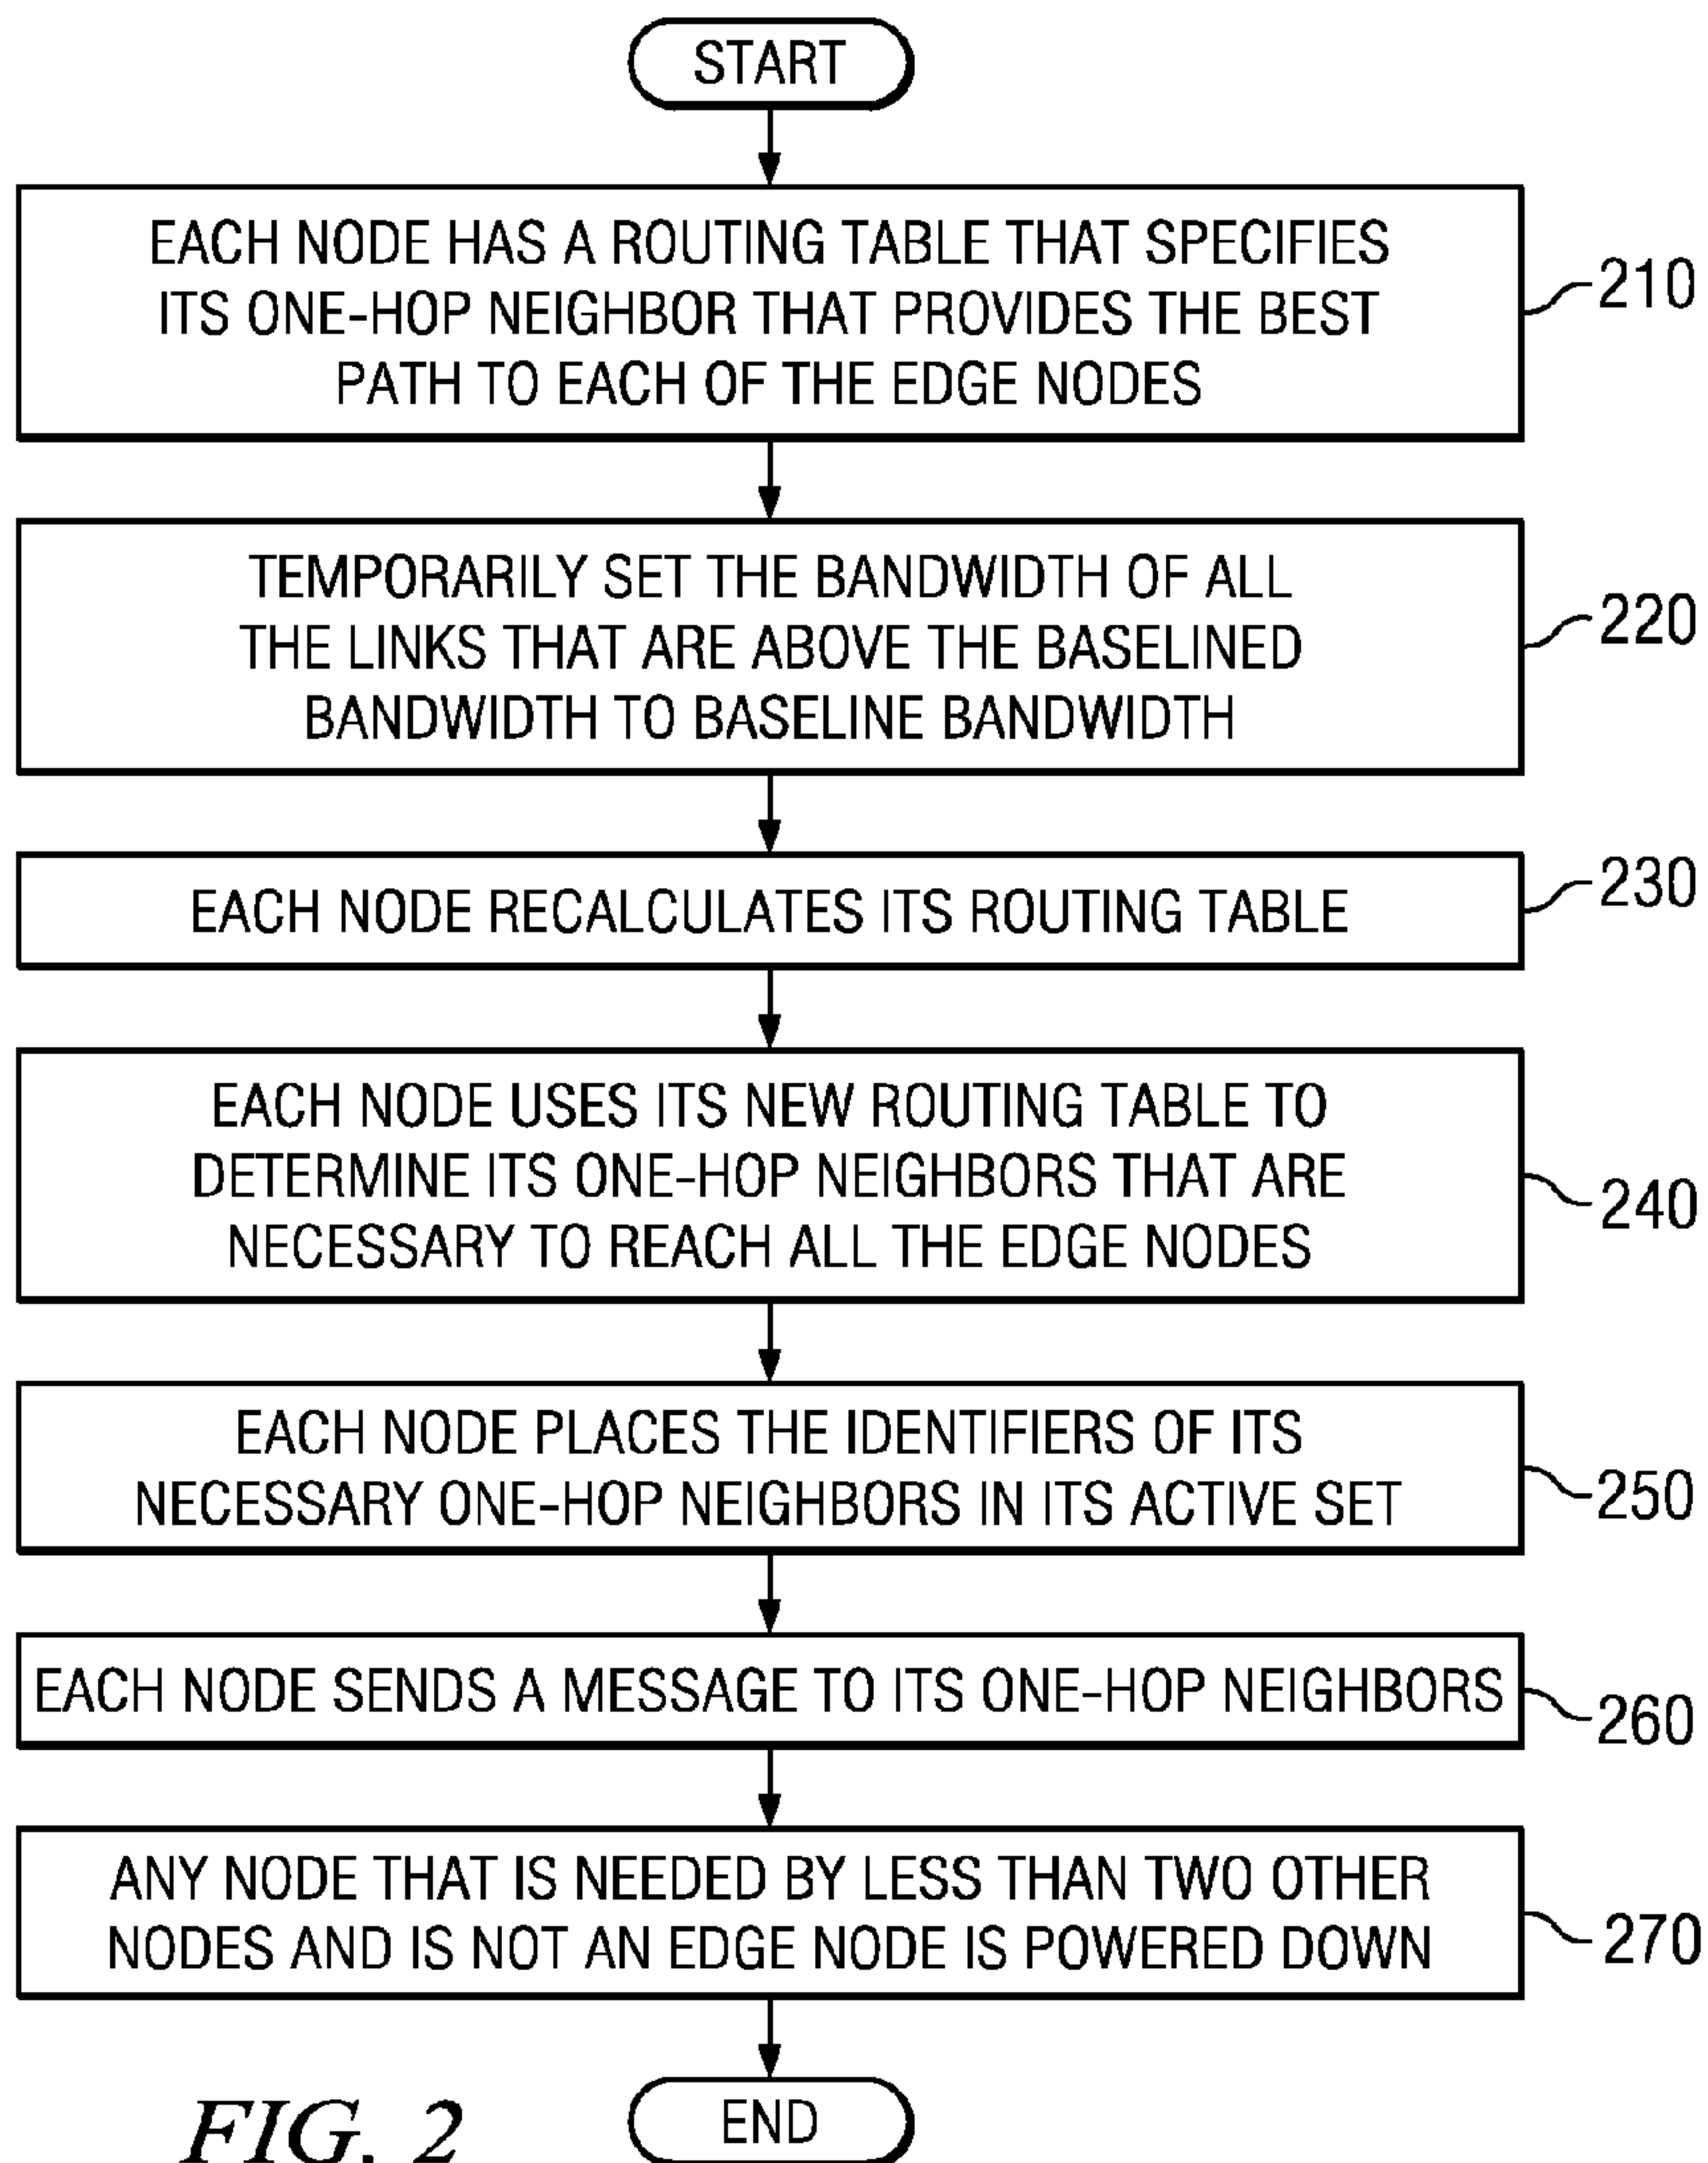 START
EACH NODE HAS A ROUTING TABLE THAT SPECIFIES
ITS ONE-HOP NEIGHBOR THAT PROVIDES THE BEST
PATH TO EACH OF THE EDGE NODES
210
TEMPORARILY SET THE BANDWIDTH OF ALL
THE LINKS THAT ARE ABOVE THE BASELINED
BANDWIDTH TO BASELINE BANDWIDTH
220
EACH NODE RECALCULATES ITS ROUTING TABLE
230
EACH NODE USES ITS NEW ROUTING TABLE TO
DETERMINE ITS ONE-HOP NEIGHBORS THAT ARE
NECESSARY TO REACH ALL THE EDGE NODES
240
EACH NODE PLACES THE IDENTIFIERS OF ITS
NECESSARY ONE-HOP NEIGHBORS IN ITS ACTIVE SET
250
EACH NODE SENDS A MESSAGE TO ITS ONE-HOP NEIGHBORS
260
ANY NODE THAT IS NEEDED BY LESS THAN TWO OTHER
NODES AND IS NOT AN EDGE NODE IS POWERED DOWN
270
END
FIG. 2